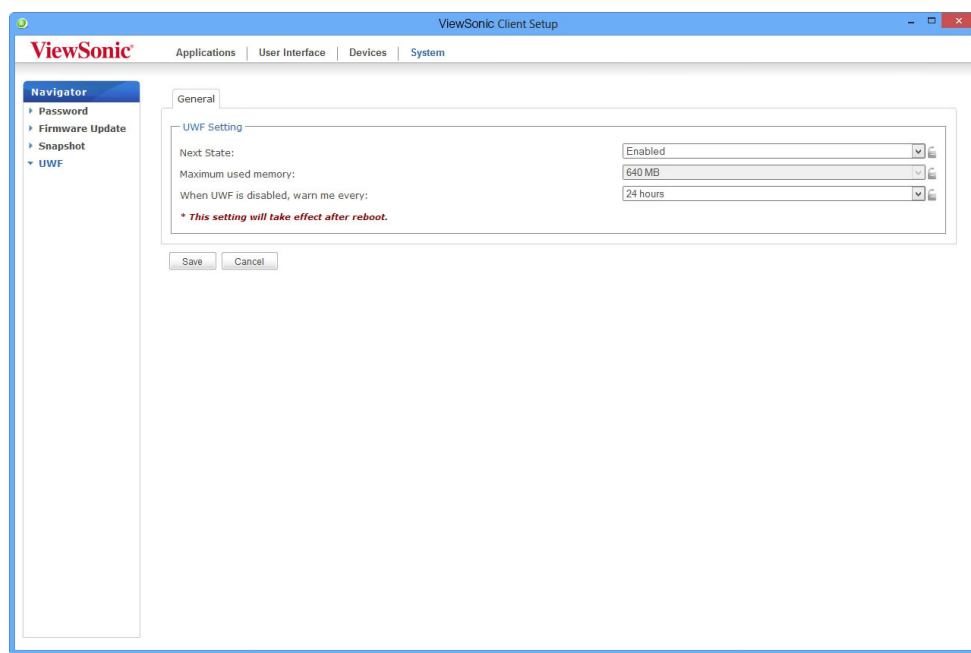 ViewSonic Client Setup
ViewSonic®
Applications | User Interface | Devices | System
Navigator
Password
Firmware Update
Snapshot
UWF
General
UWF Setting
Next State: Enabled
Maximum used memory: 640 MB
When UWF is disabled, warn me every: 24 hours
* This setting will take effect after reboot.
Save Cancel